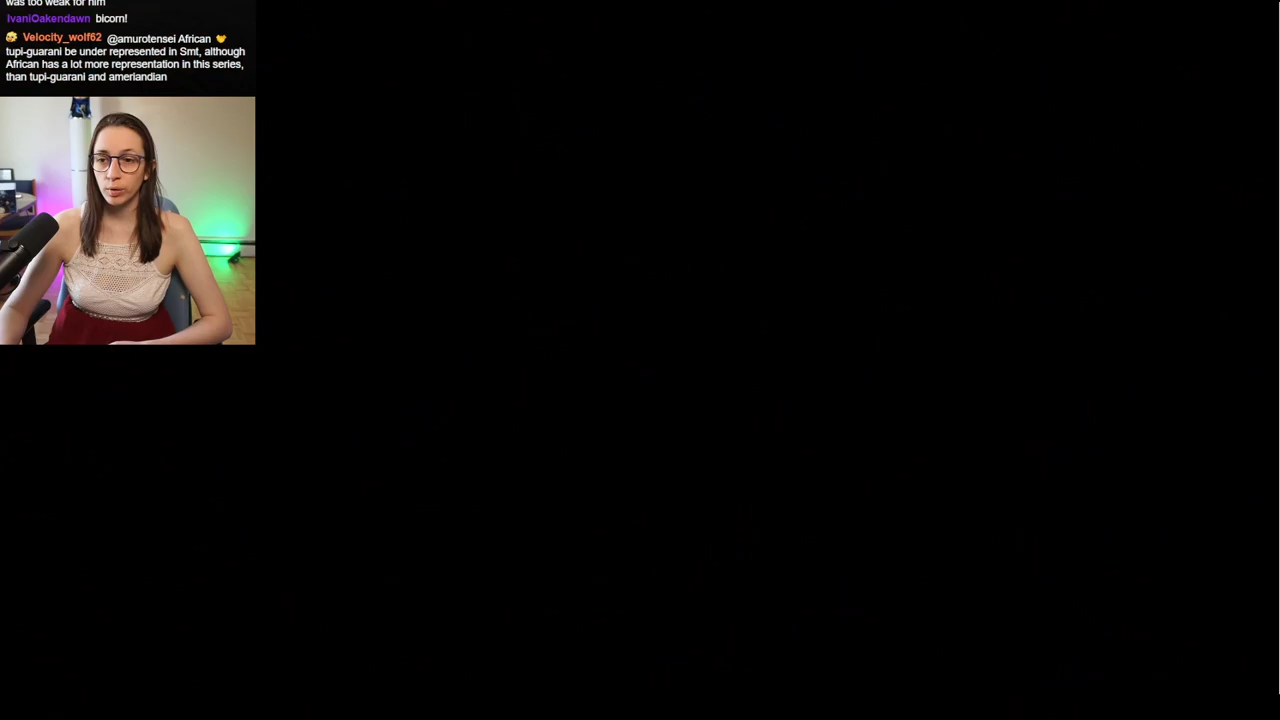 was too weak for him
IvaniOakendawn bicorn!
Velocity_wolf62 @amurotensei African
tupi-guarani be under represented in Smt, although
African has a lot more representation in this series,
than tupi-guarani and amerlandian